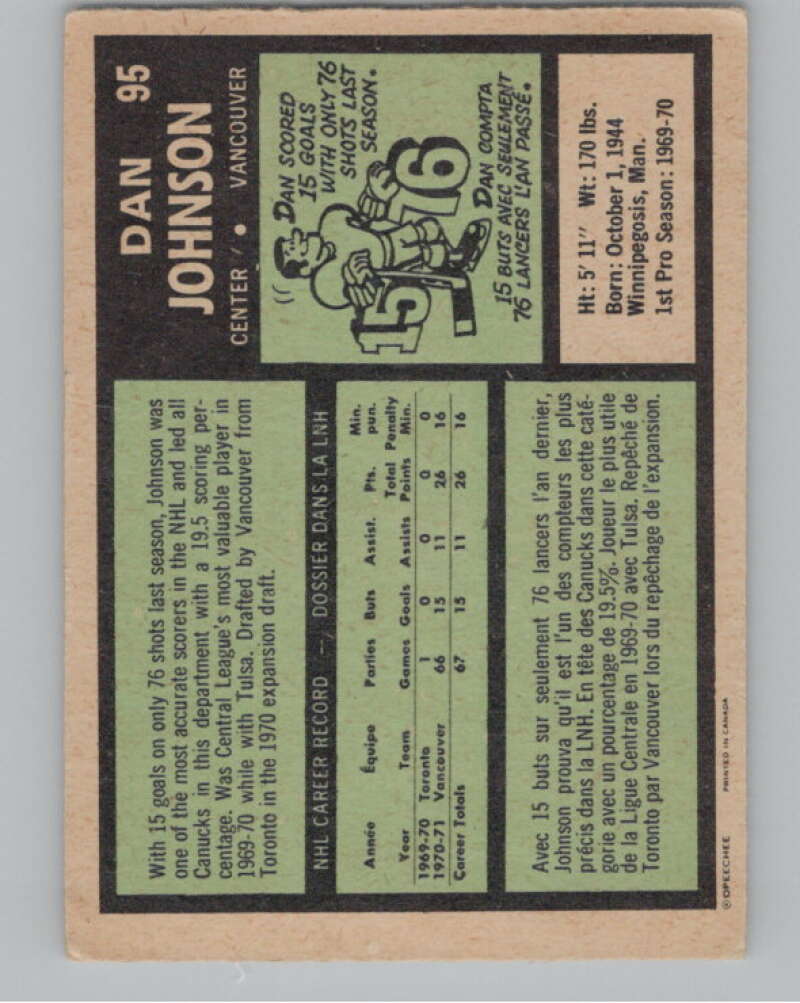 DAN 95
JOHNSON
CENTER / • VANCOUVER
With 15 goals on only 76 shots last season, Johnson was
one of the most accurate scorers in the NHL and led all
Canucks in this department with a 19.5 scoring per-
centage. Was Central League's most valuable player in
1969-70 while with Tulsa. Drafted by Vancouver from
Toronto in the 1970 expansion draft.
DAN SCORED
15 GOALS
WITH ONLY 76
SHOTS LAST
SEASON.
15
76
DAN COMPTA
15 BUTS AVEC SEULEMENT
76 LANCERS L'AN PASSÉ.
NHL CAREER RECORD –/ DOSSIER DANS LA LNH
Année Équipe Parties Buts Assist. Pts. Min. pun.
Year Team Games Goals Assists Total Points Penalty Min.
1969-70 Toronto 1 0 0 0 0
1970-71 Vancouver 66 15 11 26 16
Career Totals 67 15 11 26 16
Avec 15 buts sur seulement 76 lancers l'an dernier,
Johnson prouva qu'il est l'un des compteurs les plus
précis dans la LNH. En tête des Canucks dans cette caté-
gorie avec un pourcentage de 19.5%. Joueur le plus utile
de la Ligue Centrale en 1969-70 avec Tulsa. Repêché de
Toronto par Vancouver lors du repêchage de l'expansion.
Ht: 5' 11" Wt: 170 lbs.
Born: October 1, 1944
Winnipegosis, Man.
1st Pro Season: 1969-70
© OPEECHEE PRINTED IN CANADA